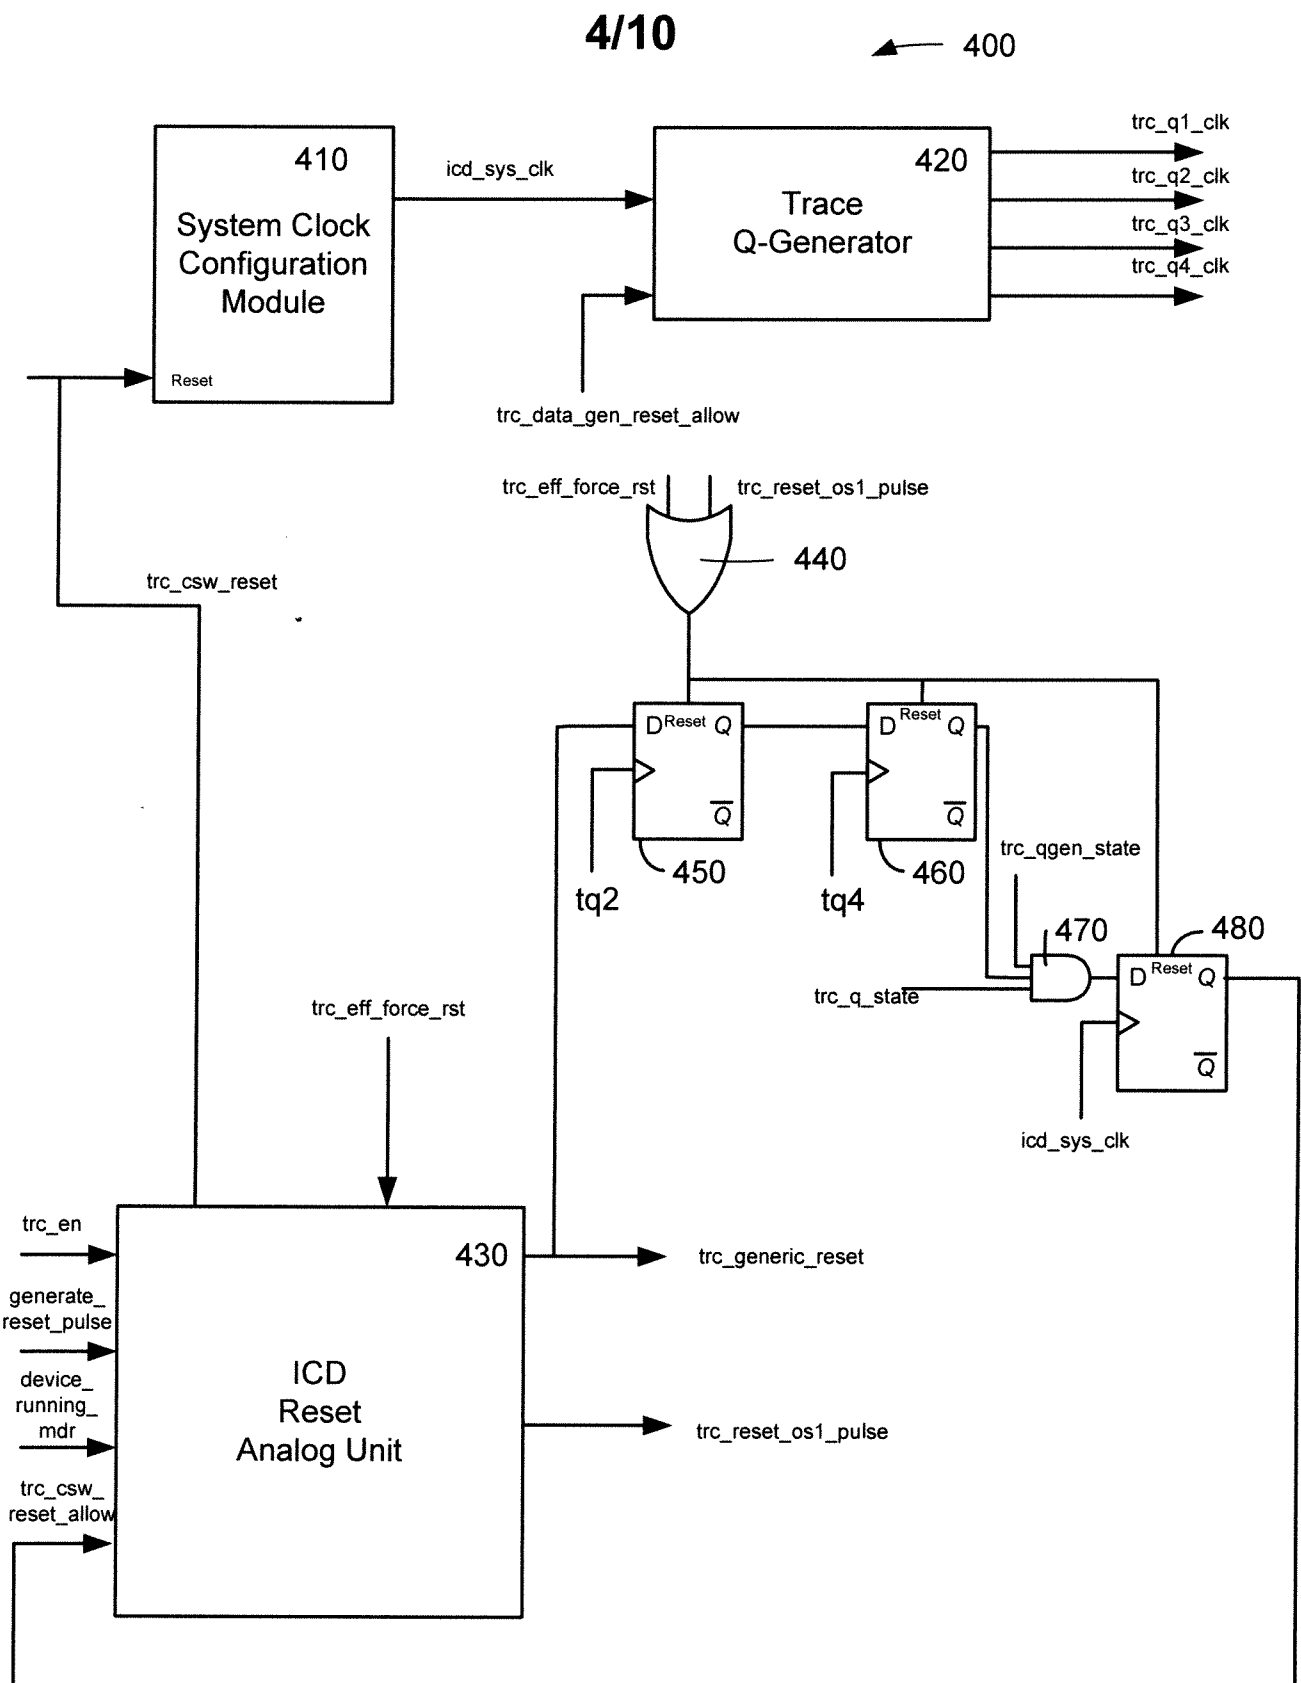 4/10
400
410
System Clock
Configuration
Module
Reset
icd_sys_clk
420
Trace
Q-Generator
trc_q1_clk
trc_q2_clk
trc_q3_clk
trc_q4_clk
trc_data_gen_reset_allow
trc_eff_force_rst
trc_reset_os1_pulse
440
trc_csw_reset
D Reset Q
Q
450
tq2
D Reset Q
Q
460
tq4
trc_qgen_state
470
480
trc_q_state
D Reset Q
Q
icd_sys_clk
trc_eff_force_rst
trc_en
generate_
reset_pulse
device_
running_
mdr
trc_csw_
reset_allow
430
ICD
Reset
Analog Unit
trc_generic_reset
trc_reset_os1_pulse